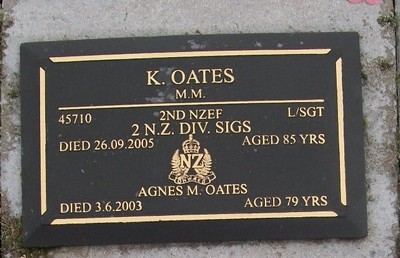 K. OATES
M.M.
45710 2ND NZEF L/SGT
2 N.Z. DIV. SIGS
DIED 26.09.2005 AGED 85 YRS
NZ
ONWARD
AGNES M. OATES
DIED 3.6.2003 AGED 79 YRS